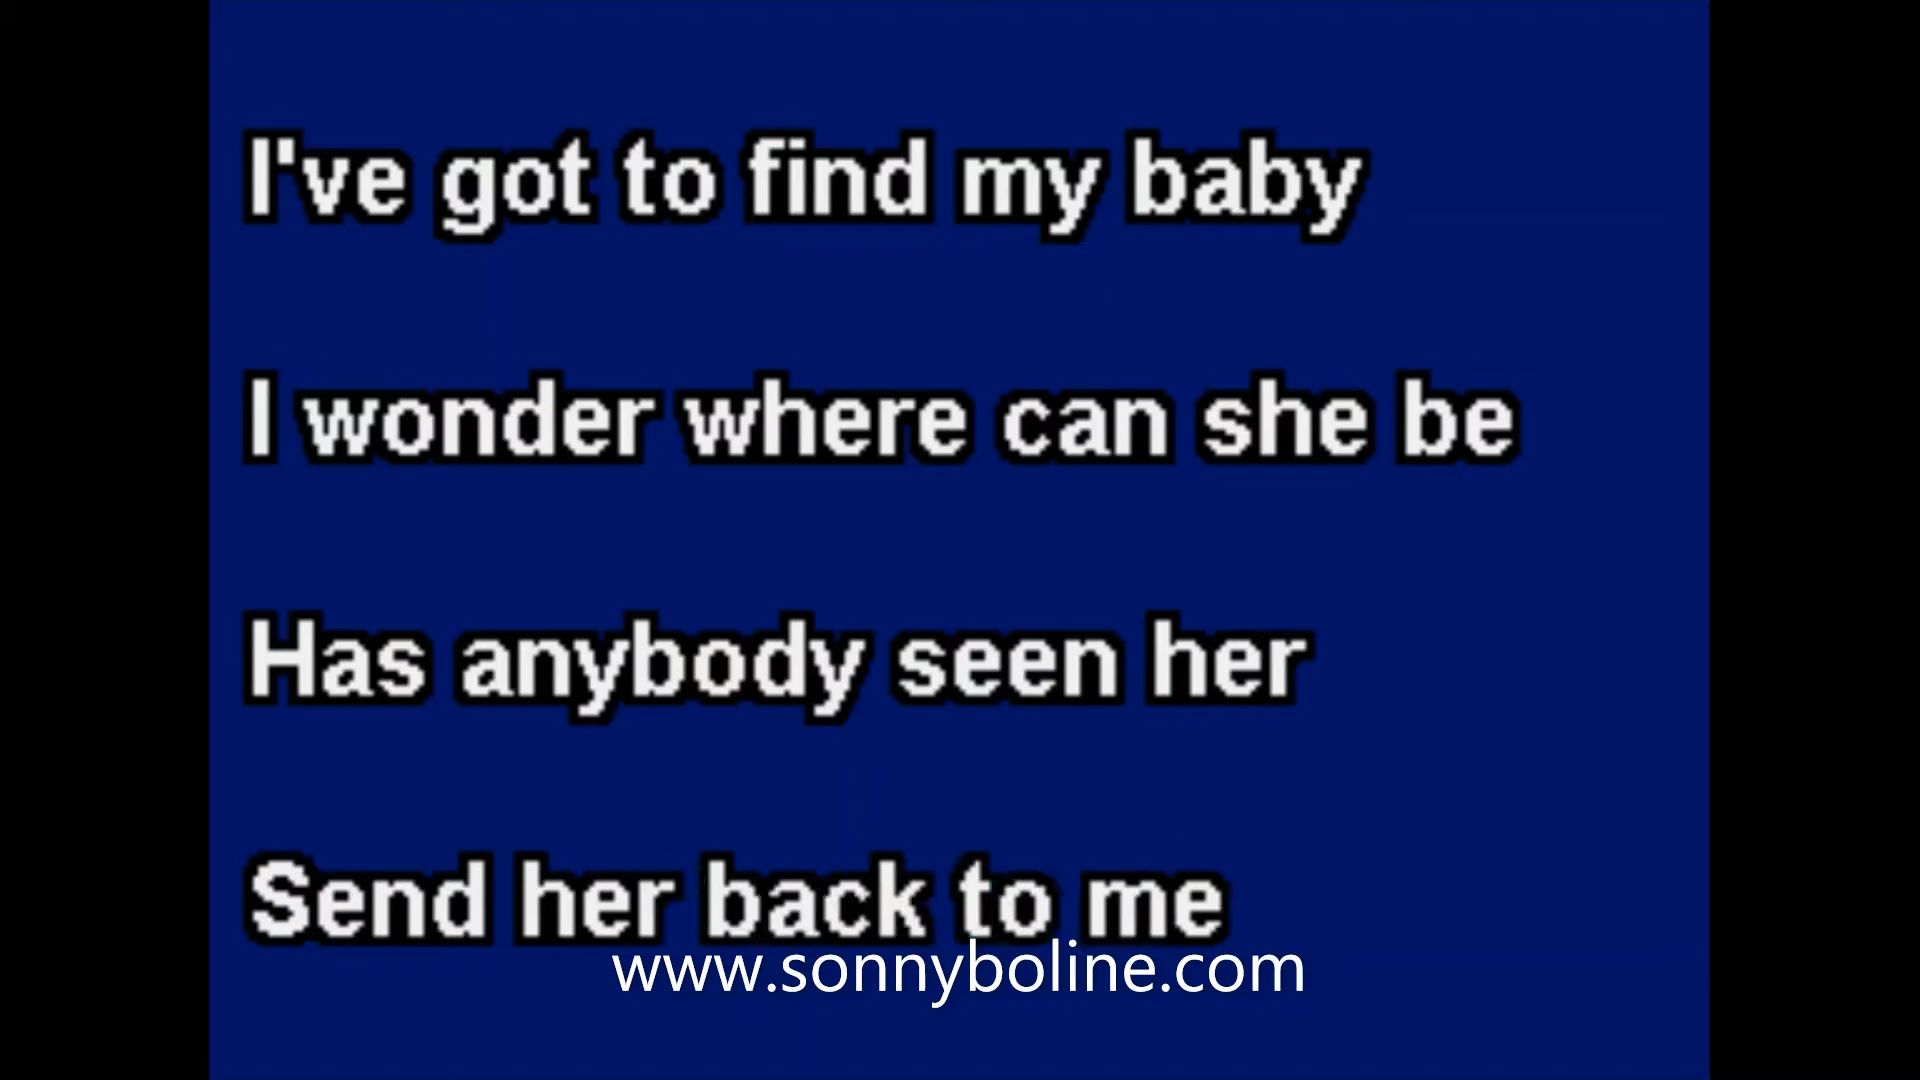 I've got to find my baby
I wonder where can she be
Has anybody seen her
Send her back to me
www.sonnyboline.com